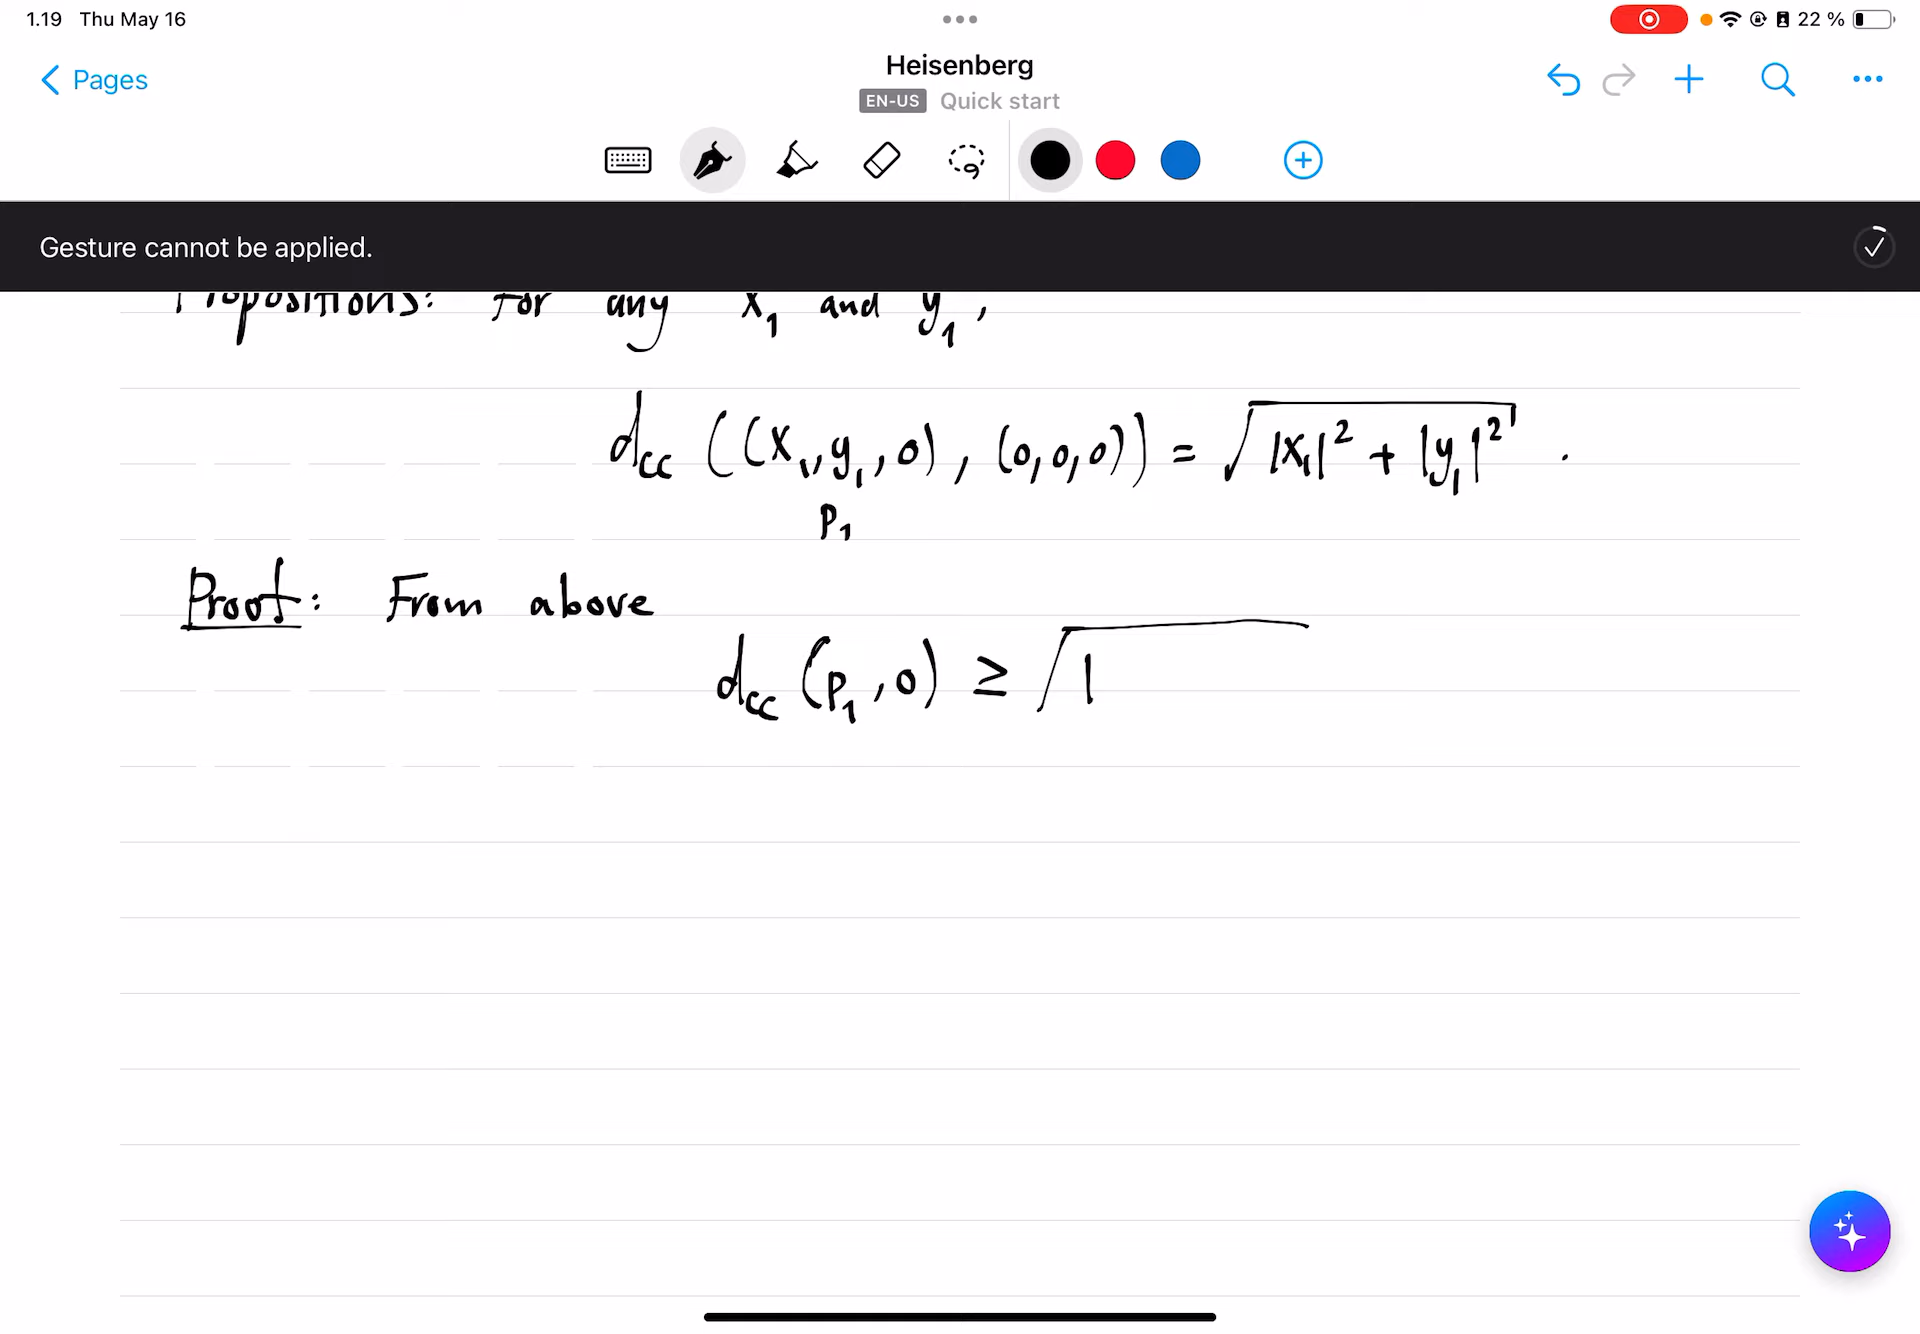 1.19 Thu May 16
22 %
Pages
Heisenberg
EN-US Quick start
Gesture cannot be applied.
Propositions: For any x₁ and y₁,
dcc ((x₁, y₁, 0), (0,0,0)) = √|x₁|² + |y₁|² .
p₁
Proof: From above
dcc (p₁, 0) ≥ √|